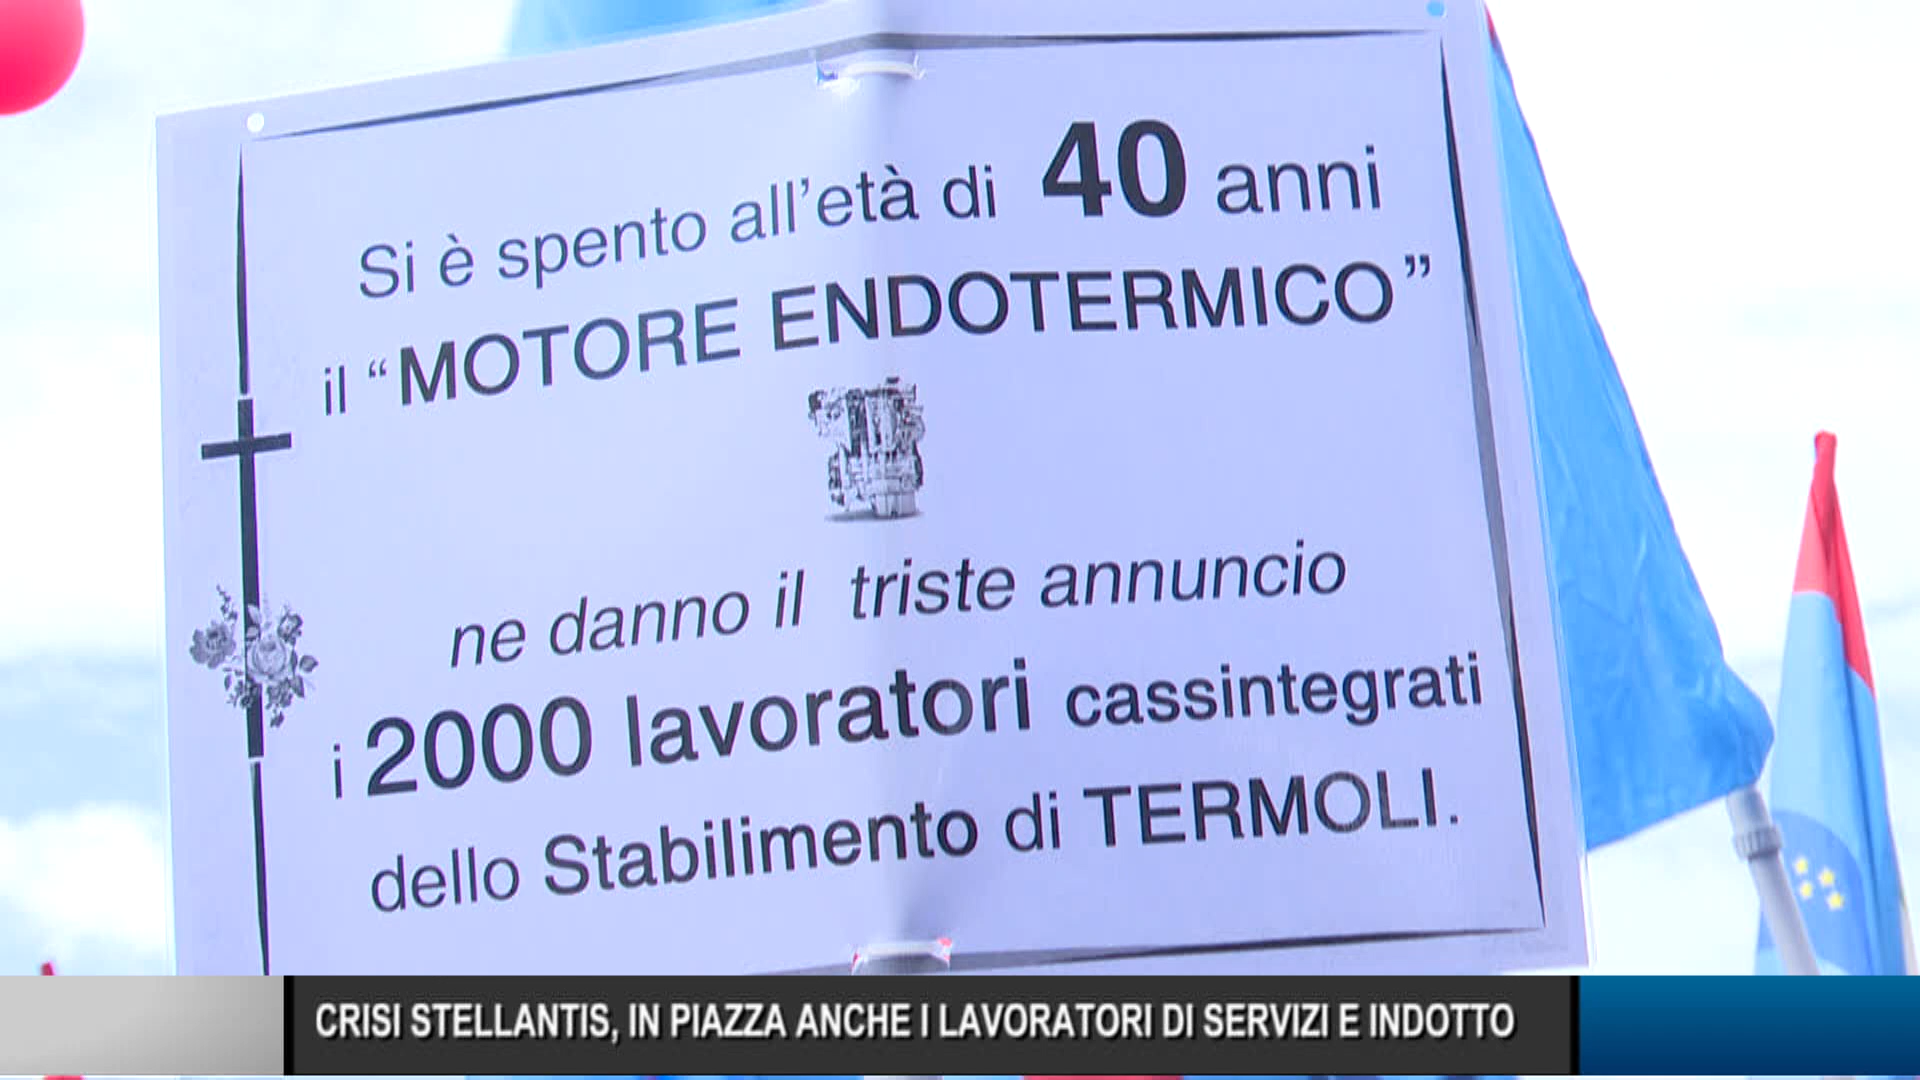 Si è spento all'età di 40 anni
il “MOTORE ENDOTERMICO”
ne danno il triste annuncio
i 2000 lavoratori cassintegrati
dello Stabilimento di TERMOLI.
CRISI STELLANTIS, IN PIAZZA ANCHE I LAVORATORI DI SERVIZI E INDOTTO